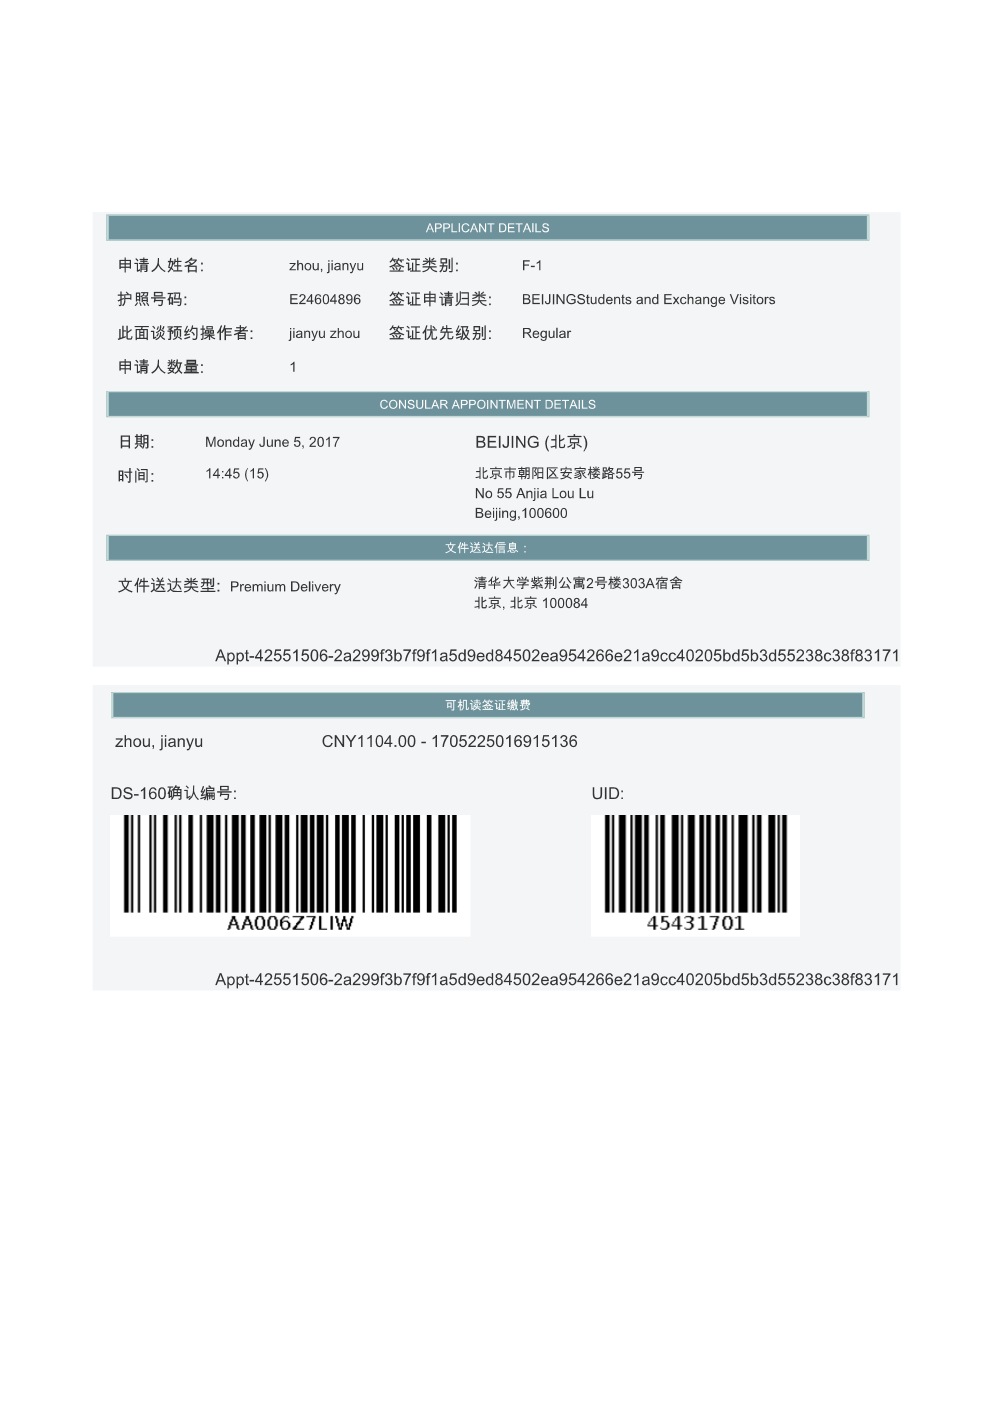 APPLICANT DETAILS
申请人姓名: zhou, jianyu 签证类别: F-1
护照号码: E24604896 签证申请归类: BEIJINGStudents and Exchange Visitors
此面谈预约操作者: jianyu zhou 签证优先级别: Regular
申请人数量: 1
CONSULAR APPOINTMENT DETAILS
日期: Monday June 5, 2017 BEIJING (北京)
时间: 14:45 (15) 北京市朝阳区安家楼路55号
No 55 Anjia Lou Lu
Beijing,100600
文件送达信息 :
文件送达类型: Premium Delivery 清华大学紫荆公寓2号楼303A宿舍
北京, 北京 100084
Appt-42551506-2a299f3b7f9f1a5d9ed84502ea954266e21a9cc40205bd5b3d55238c38f83171
可机读签证缴费
zhou, jianyu CNY1104.00 - 1705225016915136
DS-160确认编号: UID:
AA006Z7LIW 45431701
Appt-42551506-2a299f3b7f9f1a5d9ed84502ea954266e21a9cc40205bd5b3d55238c38f83171